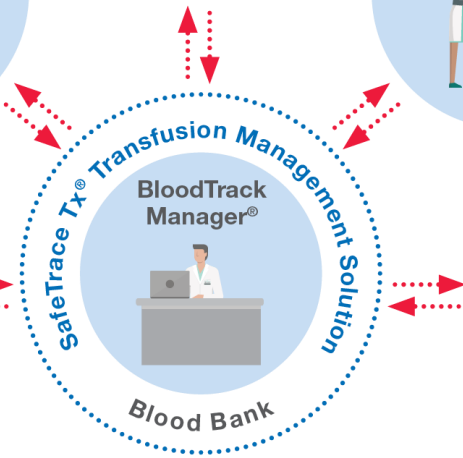 SafeTrace Tx® Transfusion Management Solution
BloodTrack
Manager®
Blood Bank